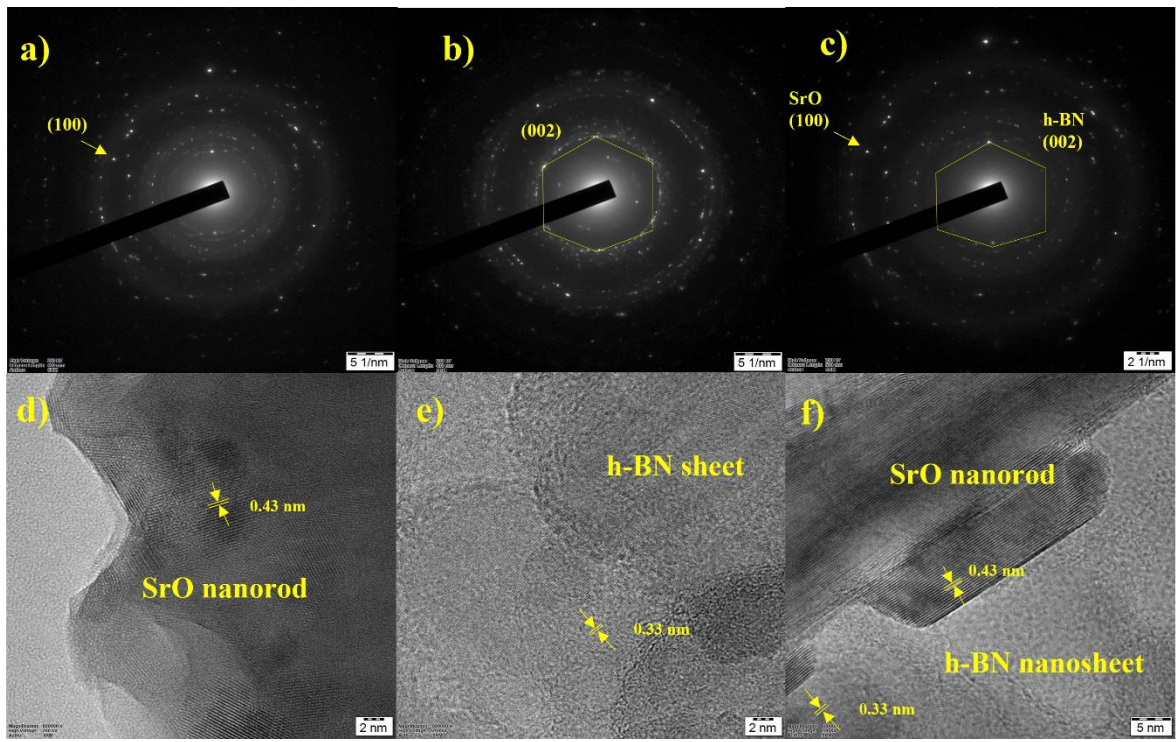 a)
(100)
5 1/nm
b)
(002)
5 1/nm
c)
SrO
(100)
h-BN
(002)
2 1/nm
d)
0.43 nm
SrO nanorod
2 nm
e)
h-BN sheet
0.33 nm
2 nm
f)
SrO nanorod
0.43 nm
h-BN nanosheet
0.33 nm
5 nm